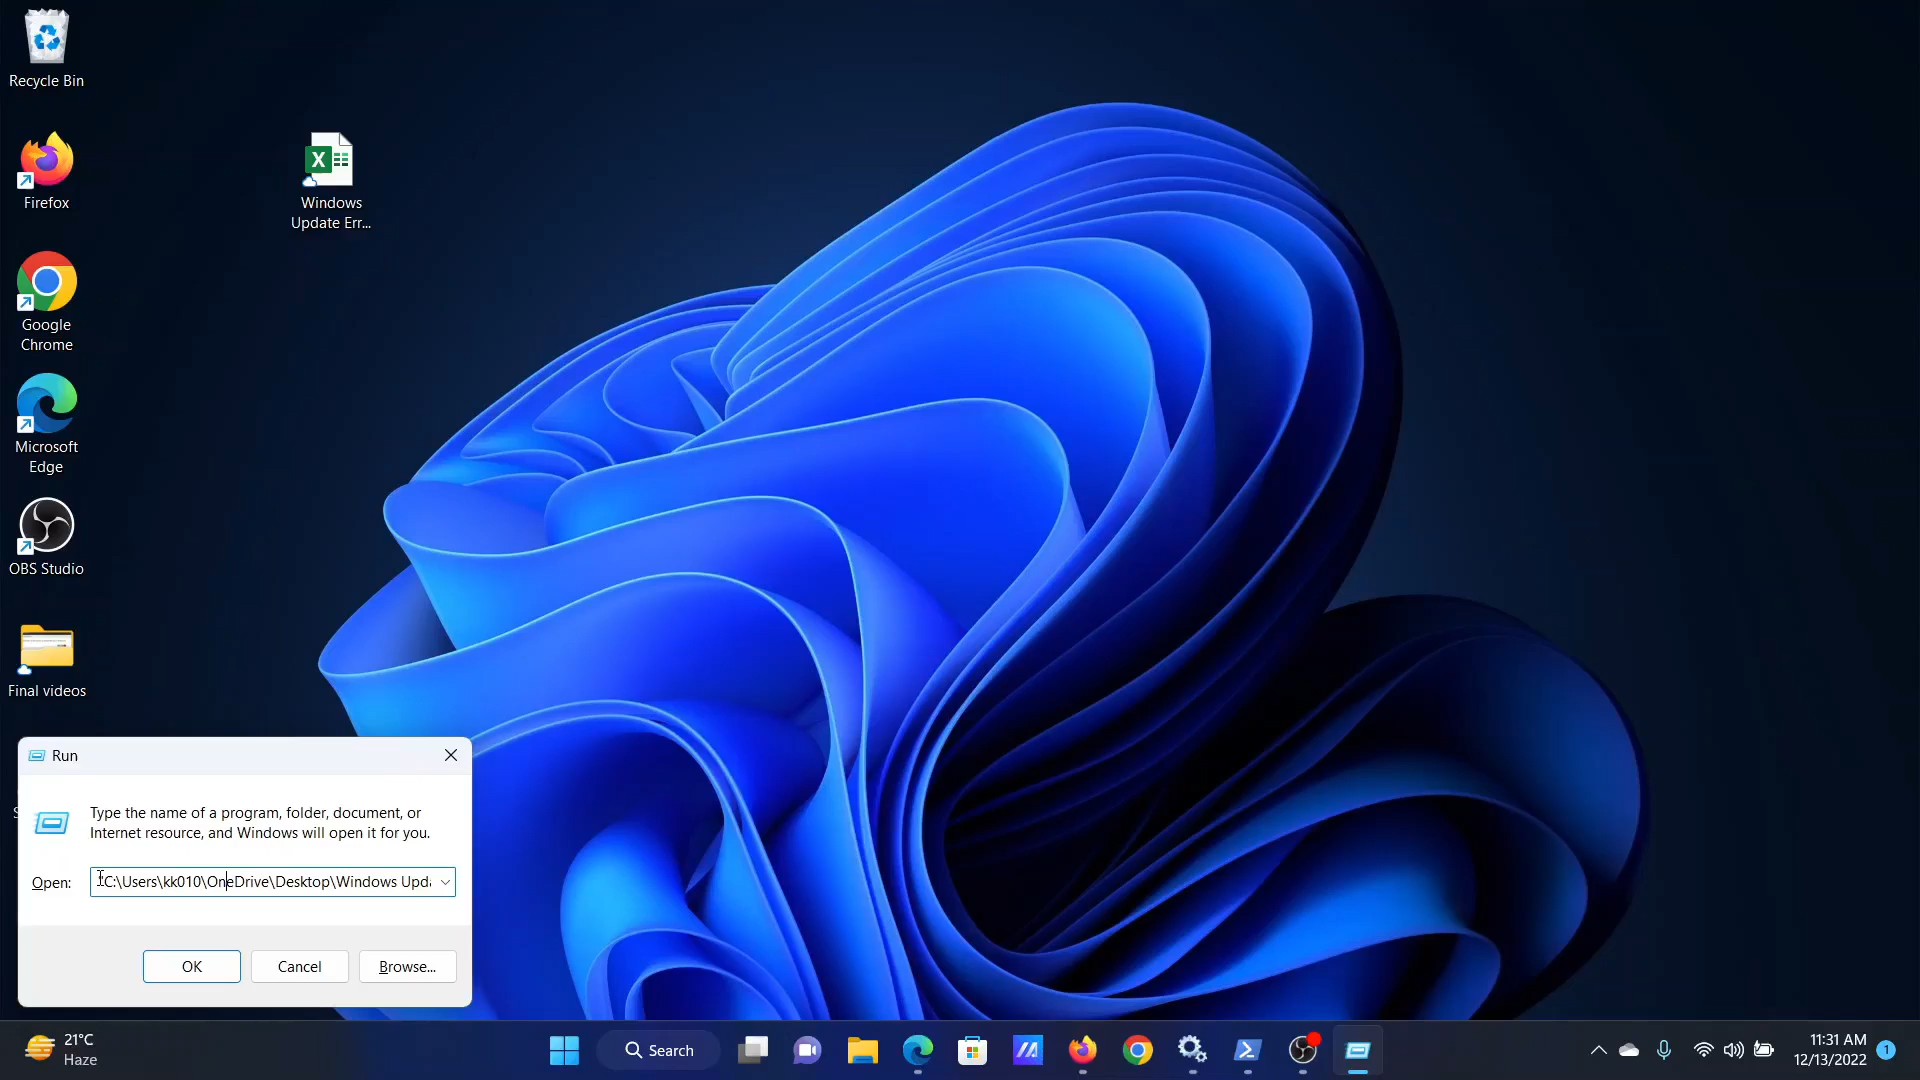 Recycle Bin
Firefox
Windows
Update Err...
Google
Chrome
Microsoft
Edge
OBS Studio
Final videos
Run
Type the name of a program, folder, document, or
Internet resource, and Windows will open it for you.
Open:
C:\Users\kk010\OneDrive\Desktop\Windows Upda
OK
Cancel
Browse...
21°C
Haze
Search
11:31 AM
12/13/2022
1